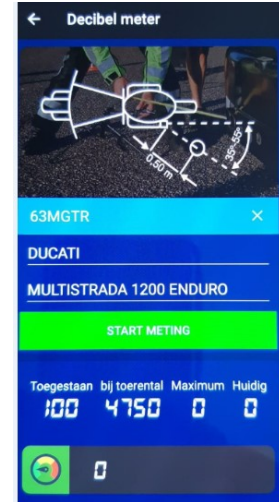 ← Decibel meter
0,50 m
35°-55°
63MGTR ×
DUCATI
MULTISTRADA 1200 ENDURO
START METING
Toegestaan bij toerental Maximum Huidig
100 4750 0 0
0